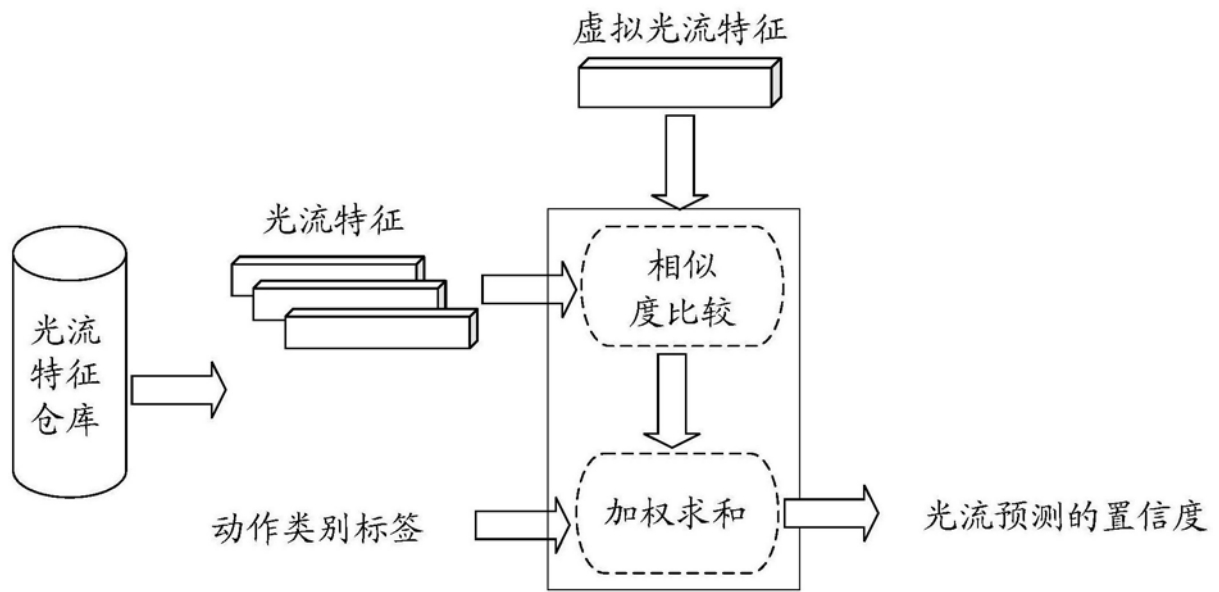 虚拟光流特征
光流特征
相似
度比较
光流
特征
仓库
动作类别标签
加权求和
光流预测的置信度